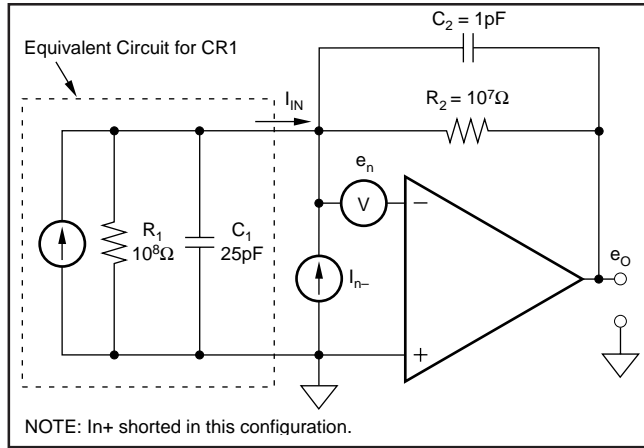 C₂ = 1pF
Equivalent Circuit for CR1
I_IN
R₂ = 10⁷Ω
e_n
V
−
R₁
10⁸Ω
C₁
25pF
I_n–
e_O
+
NOTE: In+ shorted in this configuration.